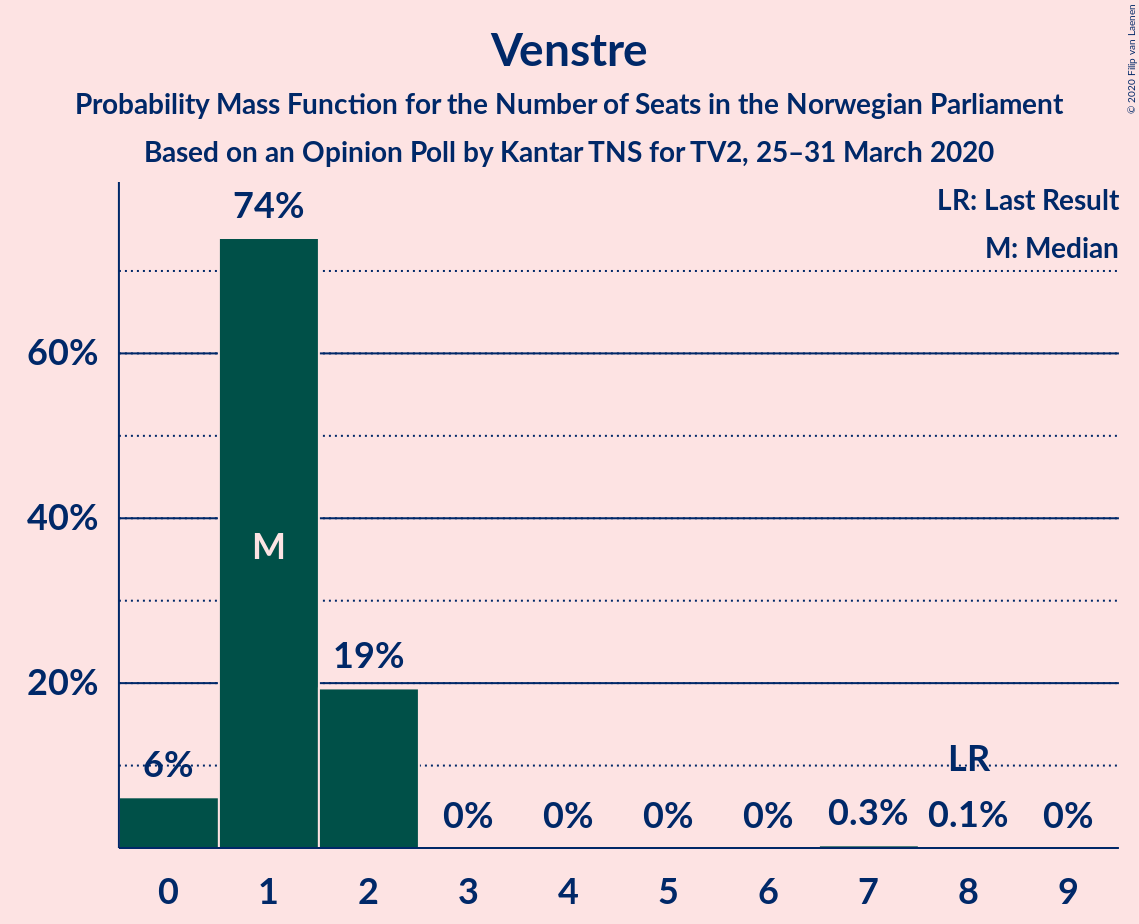 Venstre
Probability Mass Function for the Number of Seats in the Norwegian Parliament
Based on an Opinion Poll by Kantar TNS for TV2, 25–31 March 2020
© 2020 Filip van Laenen
LR: Last Result
M: Median
74%
60%
40%
M
19%
20%
6%
LR
0%
0%
0%
0%
0.3%
0.1%
0%
0 1 2 3 4 5 6 7 8 9